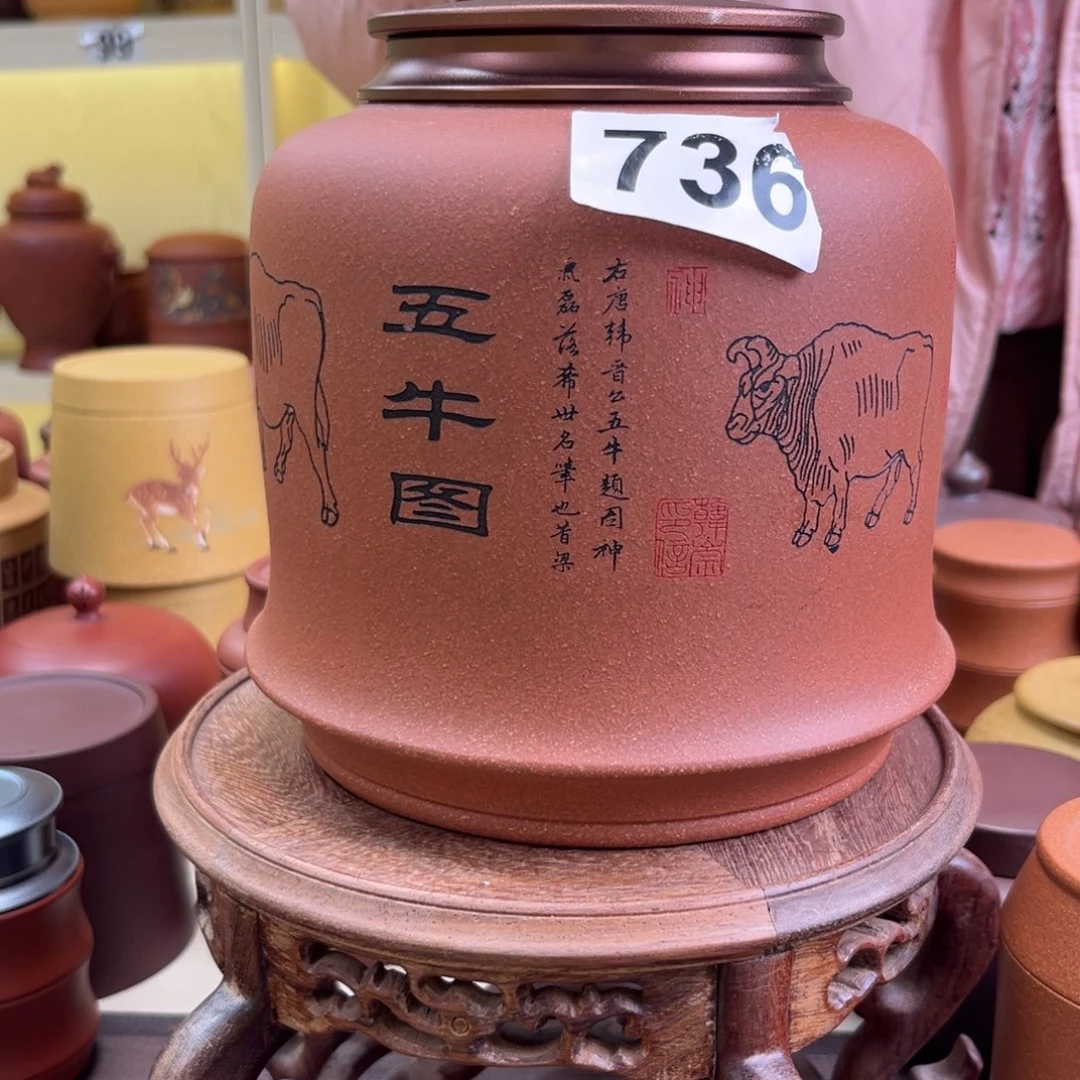 736
五牛图
右唐韩晋公五牛题图神
气磊落希世名笔也昔梁